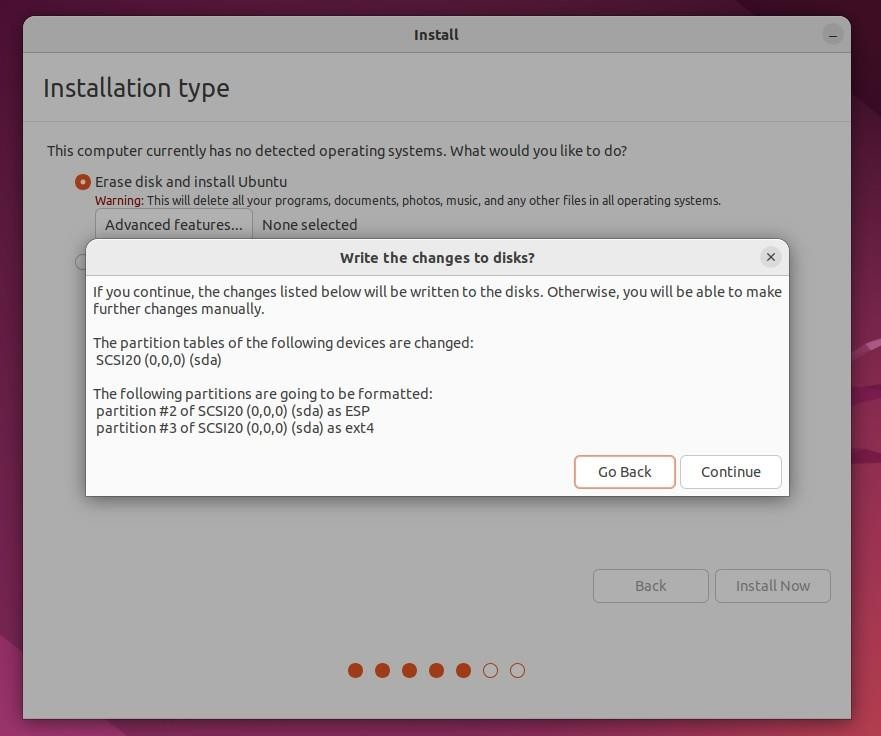 Install
Installation type
This computer currently has no detected operating systems. What would you like to do?
Erase disk and install Ubuntu
Warning: This will delete all your programs, documents, photos, music, and any other files in all operating systems.
Advanced features... None selected
Write the changes to disks?
If you continue, the changes listed below will be written to the disks. Otherwise, you will be able to make
further changes manually.
The partition tables of the following devices are changed:
SCSI20 (0,0,0) (sda)
The following partitions are going to be formatted:
partition #2 of SCSI20 (0,0,0) (sda) as ESP
partition #3 of SCSI20 (0,0,0) (sda) as ext4
Go Back Continue
Back Install Now